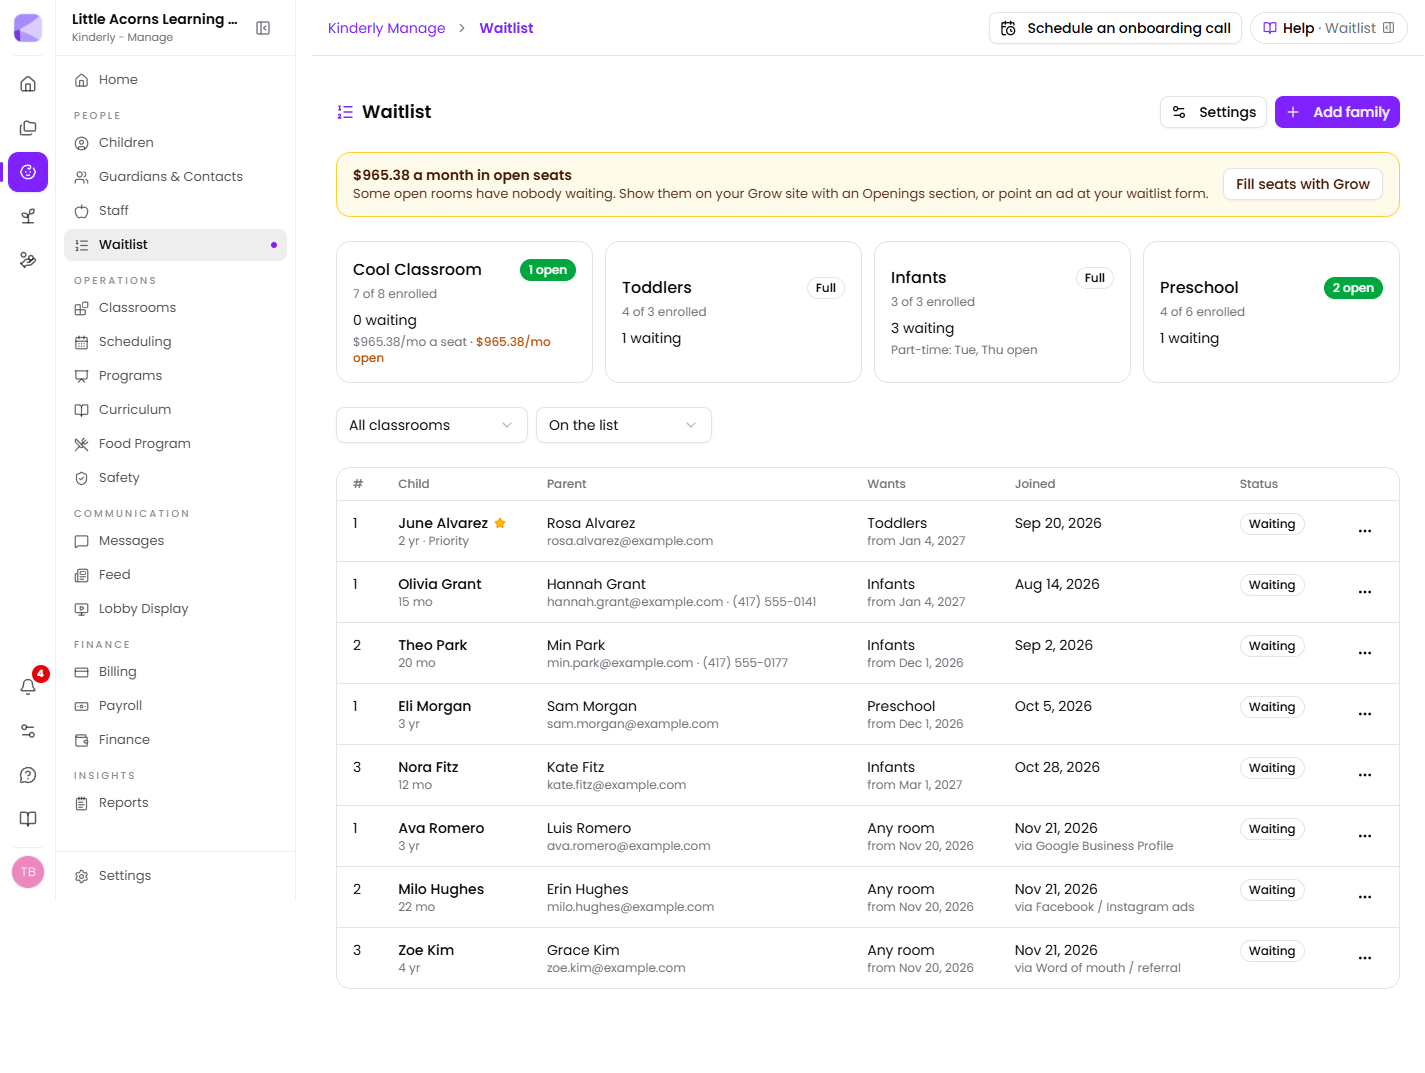 Little Acorns Learning ...
Kinderly - Manage
Home
PEOPLE
Children
Guardians & Contacts
Staff
Waitlist
OPERATIONS
Classrooms
Scheduling
Programs
Curriculum
Food Program
Safety
COMMUNICATION
Messages
Feed
Lobby Display
FINANCE
Billing
Payroll
Finance
INSIGHTS
Reports
Settings
4
TB
Kinderly Manage > Waitlist
Schedule an onboarding call
Help · Waitlist
Waitlist
Settings
+ Add family
$965.38 a month in open seats
Some open rooms have nobody waiting. Show them on your Grow site with an Openings section, or point an ad at your waitlist form.
Fill seats with Grow
Cool Classroom
1 open
7 of 8 enrolled
0 waiting
$965.38/mo a seat · $965.38/mo
open
Toddlers
Full
4 of 3 enrolled
1 waiting
Infants
Full
3 of 3 enrolled
3 waiting
Part-time: Tue, Thu open
Preschool
2 open
4 of 6 enrolled
1 waiting
All classrooms
On the list
# Child Parent Wants Joined Status
1 June Alvarez Rosa Alvarez Toddlers Sep 20, 2026 Waiting ...
2 yr · Priority rosa.alvarez@example.com from Jan 4, 2027
1 Olivia Grant Hannah Grant Infants Aug 14, 2026 Waiting ...
15 mo hannah.grant@example.com · (417) 555-0141 from Jan 4, 2027
2 Theo Park Min Park Infants Sep 2, 2026 Waiting ...
20 mo min.park@example.com · (417) 555-0177 from Dec 1, 2026
1 Eli Morgan Sam Morgan Preschool Oct 5, 2026 Waiting ...
3 yr sam.morgan@example.com from Dec 1, 2026
3 Nora Fitz Kate Fitz Infants Oct 28, 2026 Waiting ...
12 mo kate.fitz@example.com from Mar 1, 2027
1 Ava Romero Luis Romero Any room Nov 21, 2026 Waiting ...
3 yr ava.romero@example.com from Nov 20, 2026 via Google Business Profile
2 Milo Hughes Erin Hughes Any room Nov 21, 2026 Waiting ...
22 mo milo.hughes@example.com from Nov 20, 2026 via Facebook / Instagram ads
3 Zoe Kim Grace Kim Any room Nov 21, 2026 Waiting ...
4 yr zoe.kim@example.com from Nov 20, 2026 via Word of mouth / referral